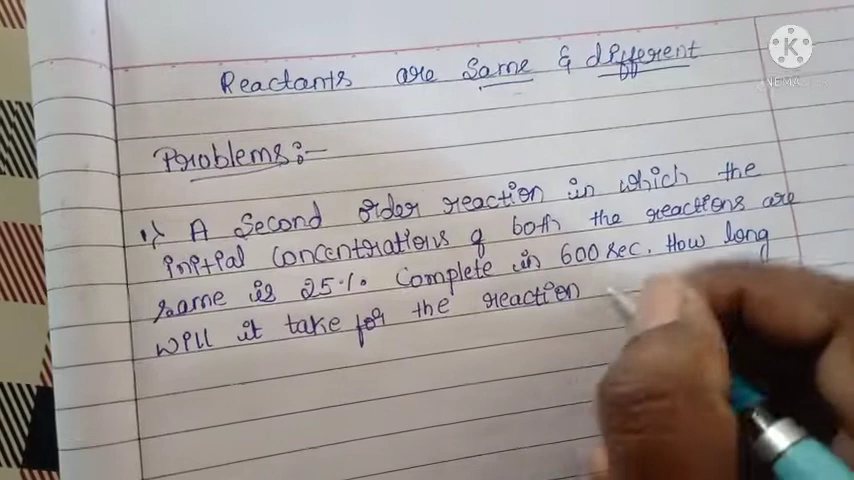 Reactants are Same & different
Problems:-
1) A Second order reaction in which the
initial concentrations of both the reactions are
same is 25% Complete in 600 sec. How long
will it take for the reaction
K